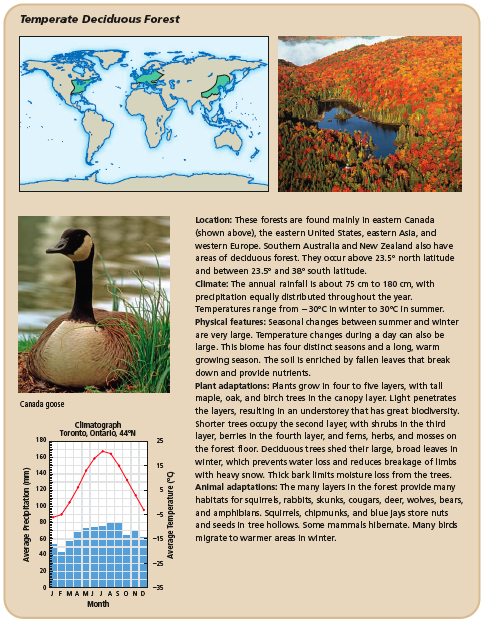 Temperate Deciduous Forest
Location: These forests are found mainly in eastern Canada
(shown above), the eastern United States, eastern Asia, and
western Europe. Southern Australia and New Zealand also have
areas of deciduous forest. They occur above 23.5° north latitude
and between 23.5° and 38° south latitude.
Climate: The annual rainfall is about 75 cm to 180 cm, with
precipitation equally distributed throughout the year.
Temperatures range from −30°C in winter to 30°C in summer.
Physical features: Seasonal changes between summer and winter
are very large. Temperature changes during a day can also be
large. This biome has four distinct seasons and a long, warm
growing season. The soil is enriched by fallen leaves that break
down and provide nutrients.
Plant adaptations: Plants grow in four to five layers, with tall
maple, oak, and birch trees in the canopy layer. Light penetrates
the layers, resulting in an understorey that has great biodiversity.
Shorter trees occupy the second layer, with shrubs in the third
layer, berries in the fourth layer, and ferns, herbs, and mosses on
the forest floor. Deciduous trees shed their large, broad leaves in
winter, which prevents water loss and reduces breakage of limbs
with heavy snow. Thick bark limits moisture loss from the trees.
Animal adaptations: The many layers in the forest provide many
habitats for squirrels, rabbits, skunks, cougars, deer, wolves, bears,
and amphibians. Squirrels, chipmunks, and blue jays store nuts
and seeds in tree hollows. Some mammals hibernate. Many birds
migrate to warmer areas in winter.
Canada goose
Climatograph
Toronto, Ontario, 44°N
Average Precipitation (mm)
180
160
140
120
100
80
60
40
20
0
25
15
5
−5
−15
−25
−35
Average Temperature (°C)
J F M A M J J A S O N D
Month